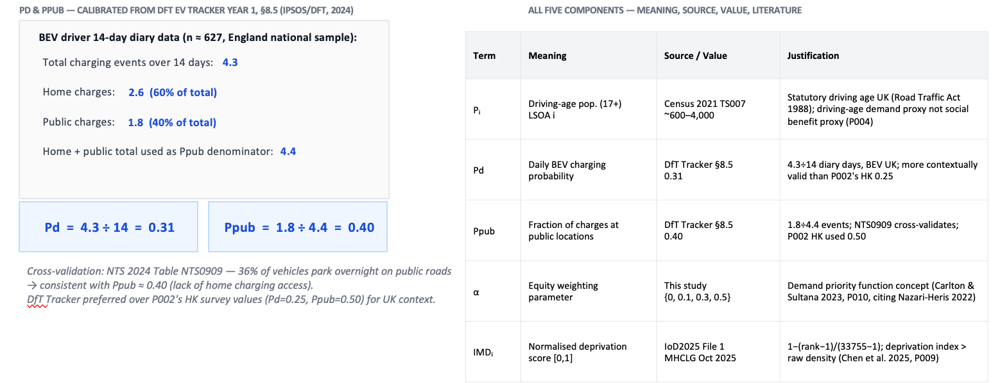 PD & PPUB — CALIBRATED FROM DFT EV TRACKER YEAR 1, §8.5 (IPSOS/DFT, 2024)
BEV driver 14-day diary data (n ≈ 627, England national sample):
Total charging events over 14 days: 4.3
Home charges: 2.6 (60% of total)
Public charges: 1.8 (40% of total)
Home + public total used as Ppub denominator: 4.4
Pd = 4.3 ÷ 14 = 0.31
Ppub = 1.8 ÷ 4.4 = 0.40
Cross-validation: NTS 2024 Table NTS0909 — 36% of vehicles park overnight on public roads
→ consistent with Ppub ≈ 0.40 (lack of home charging access).
DfT Tracker preferred over P002's HK survey values (Pd=0.25, Ppub=0.50) for UK context.
ALL FIVE COMPONENTS — MEANING, SOURCE, VALUE, LITERATURE
Term Meaning Source / Value Justification
Pᵢ
Driving-age pop. (17+)
LSOA i
Census 2021 TS007
~600–4,000
Statutory driving age UK (Road Traffic Act
1988); driving-age demand proxy not social
benefit proxy (P004)
Pd
Daily BEV charging
probability
DfT Tracker §8.5
0.31
4.3÷14 diary days, BEV UK; more contextually
valid than P002's HK 0.25
Ppub
Fraction of charges at
public locations
DfT Tracker §8.5
0.40
1.8÷4.4 events; NTS0909 cross-validates;
P002 HK used 0.50
α
Equity weighting
parameter
This study
{0, 0.1, 0.3, 0.5}
Demand priority function concept (Carlton &
Sultana 2023, P010, citing Nazari-Heris 2022)
IMDᵢ
Normalised deprivation
score [0,1]
IoD2025 File 1
MHCLG Oct 2025
1−(rank−1)/(33755−1); deprivation index >
raw density (Chen et al. 2025, P009)